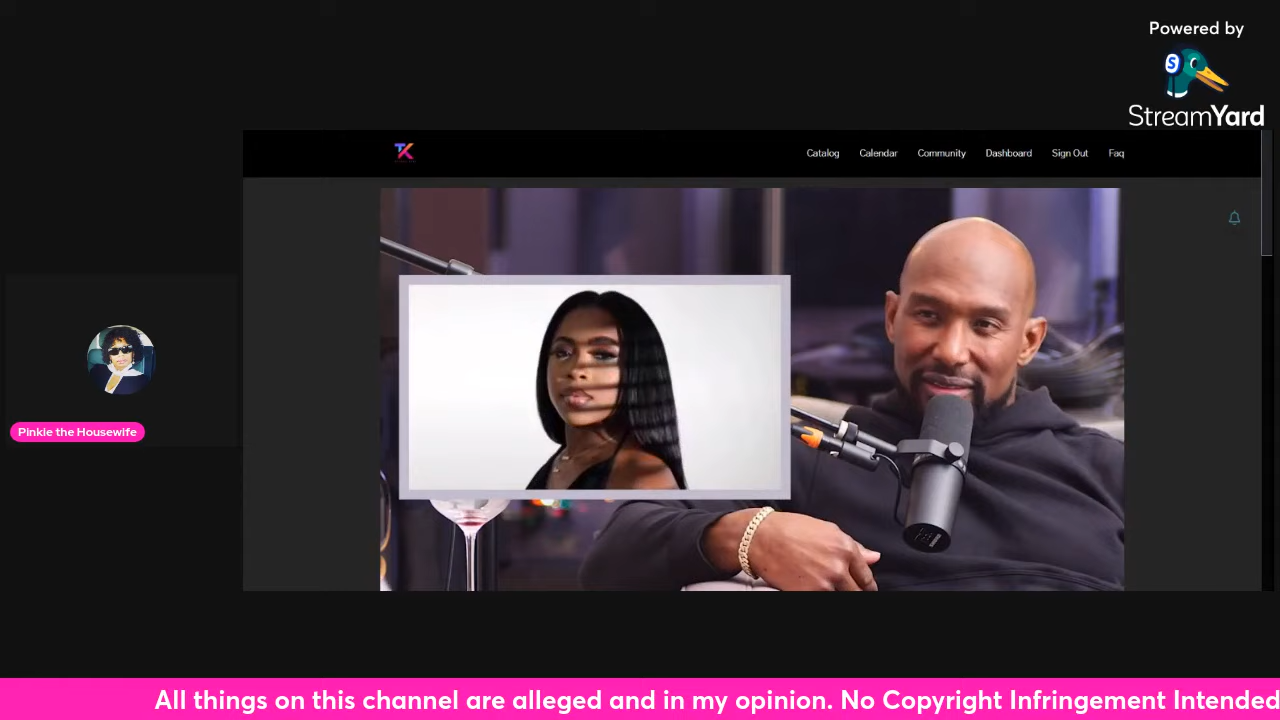 Powered by
S
StreamYard
TK
Catalog Calendar Community Dashboard Sign Out Faq
Pinkie the Housewife
All things on this channel are alleged and in my opinion. No Copyright Infringement Intended